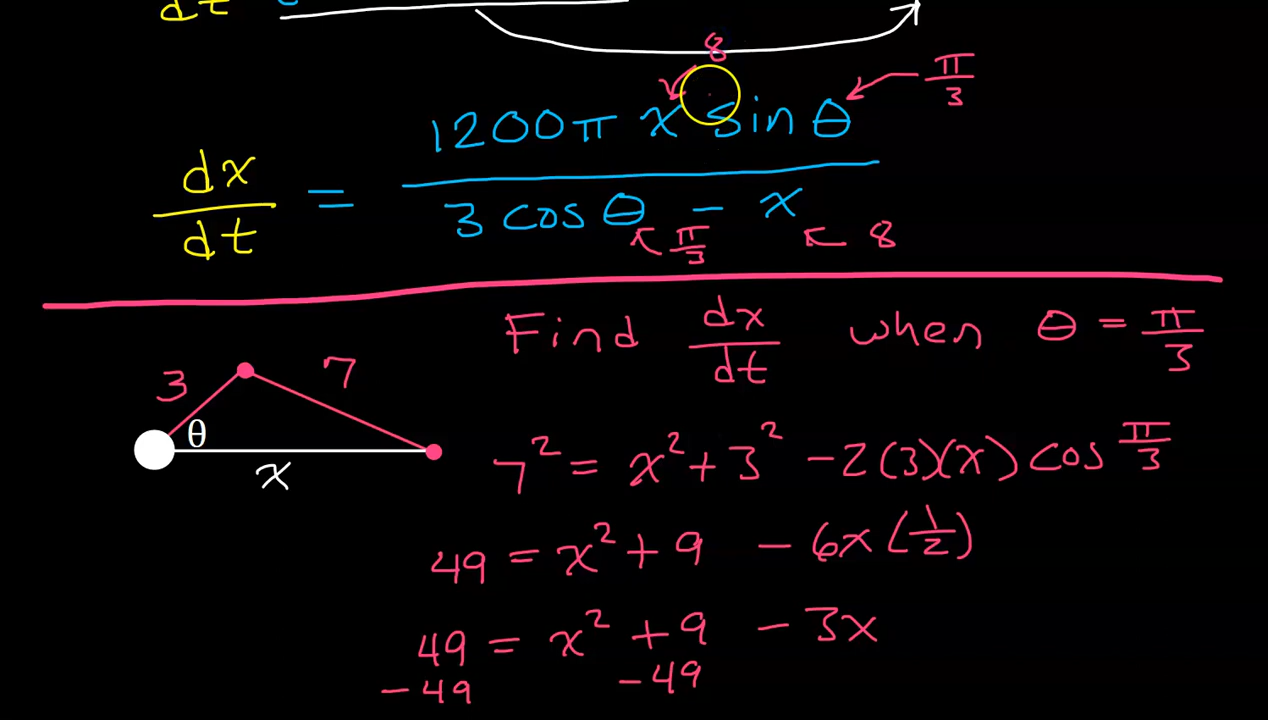 dt
8
π/3
dx/dt = 1200π x sin θ / 3 cos θ − x
π/3
8
Find dx/dt when θ = π/3
3
7
θ
x
7² = x² + 3² − 2(3)(x) cos π/3
49 = x² + 9 − 6x(1/2)
49 = x² + 9 − 3x
−49 −49